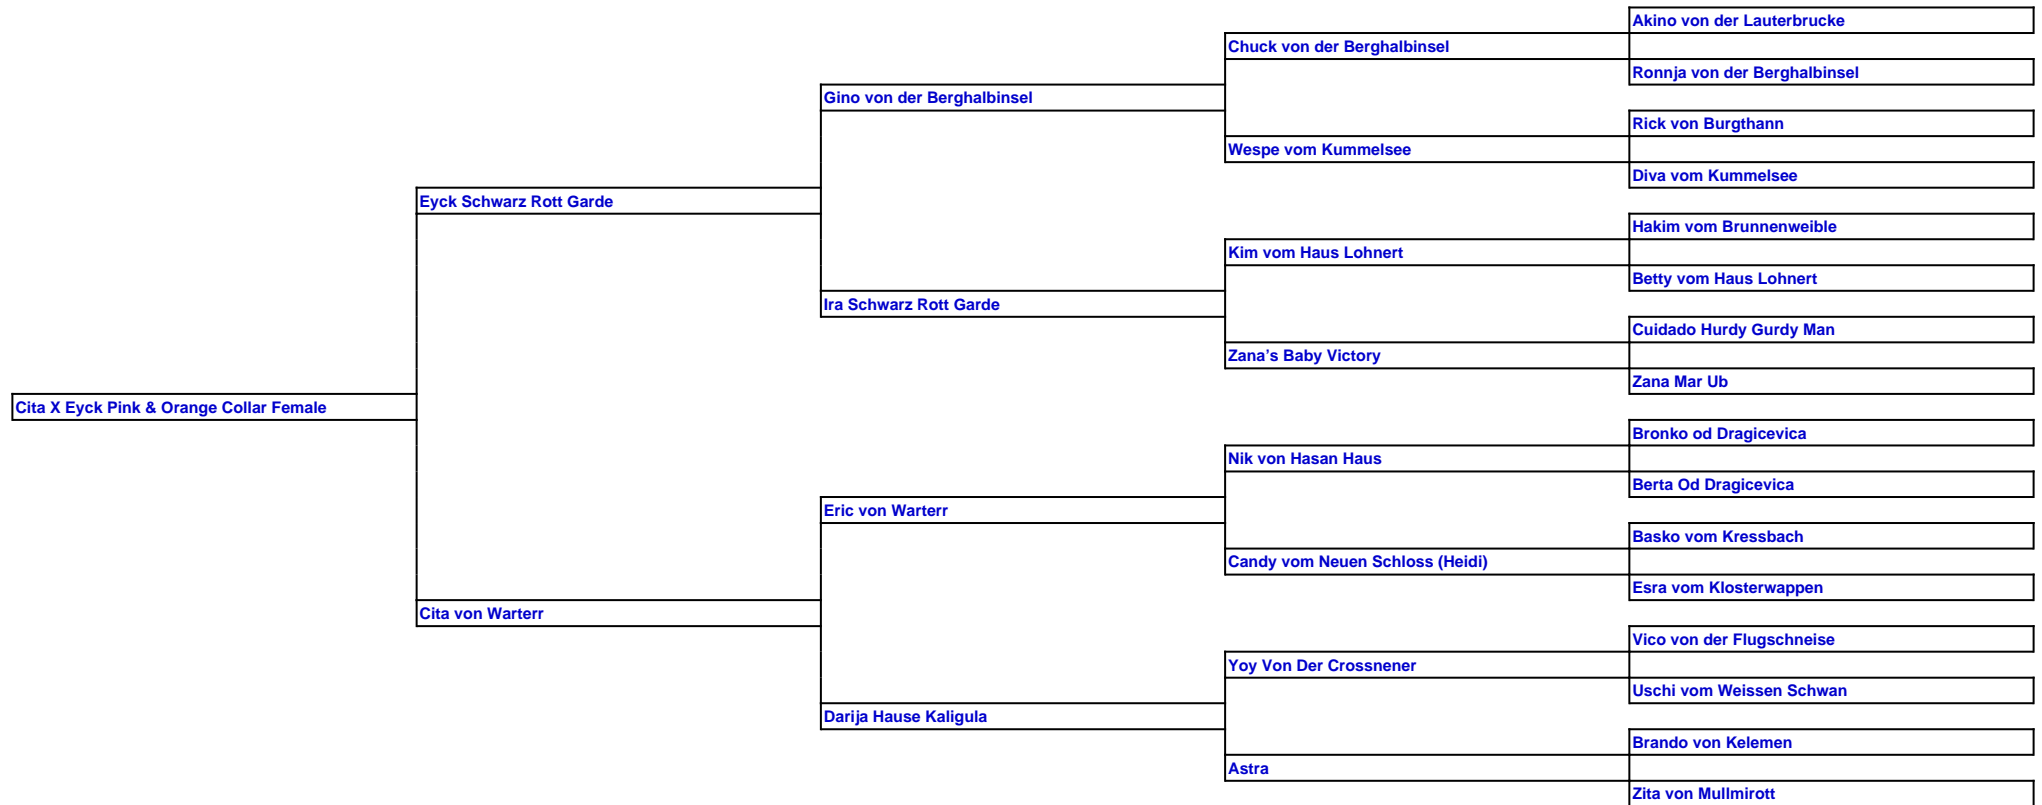 Akino von der Lauterbrucke
Chuck von der Berghalbinsel
Ronnja von der Berghalbinsel
Gino von der Berghalbinsel
Rick von Burgthann
Wespe vom Kummelsee
Diva vom Kummelsee
Eyck Schwarz Rott Garde
Hakim vom Brunnenweible
Kim vom Haus Lohnert
Betty vom Haus Lohnert
Ira Schwarz Rott Garde
Cuidado Hurdy Gurdy Man
Zana’s Baby Victory
Zana Mar Ub
Cita X Eyck Pink & Orange Collar Female
Bronko od Dragicevica
Nik von Hasan Haus
Berta Od Dragicevica
Eric von Warterr
Basko vom Kressbach
Candy vom Neuen Schloss (Heidi)
Esra vom Klosterwappen
Cita von Warterr
Vico von der Flugschneise
Yoy Von Der Crossnener
Uschi vom Weissen Schwan
Darija Hause Kaligula
Brando von Kelemen
Astra
Zita von Mullmirott